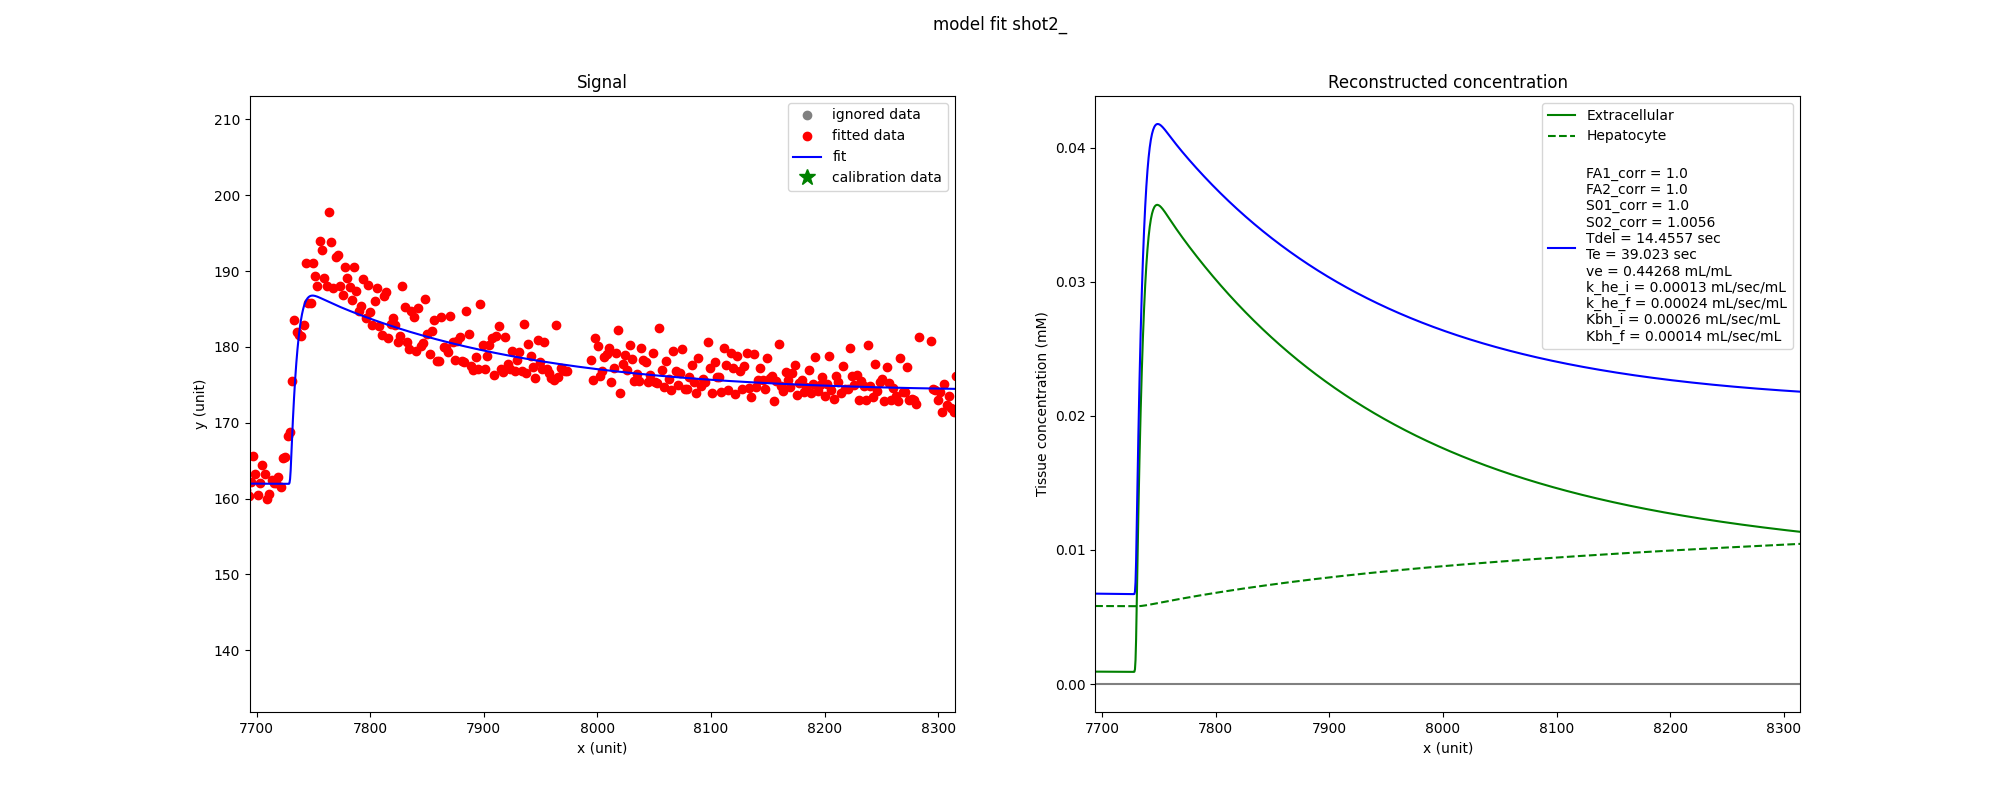 model fit shot2_
Signal
210
200
190
180
170
160
150
140
y (unit)
7700 7800 7900 8000 8100 8200 8300
x (unit)
ignored data
fitted data
fit
calibration data
Reconstructed concentration
0.04
0.03
0.02
0.01
0.00
Tissue concentration (mM)
7700 7800 7900 8000 8100 8200 8300
x (unit)
Extracellular
Hepatocyte
FA1_corr = 1.0
FA2_corr = 1.0
S01_corr = 1.0
S02_corr = 1.0056
Tdel = 14.4557 sec
Te = 39.023 sec
ve = 0.44268 mL/mL
k_he_i = 0.00013 mL/sec/mL
k_he_f = 0.00024 mL/sec/mL
Kbh_i = 0.00026 mL/sec/mL
Kbh_f = 0.00014 mL/sec/mL